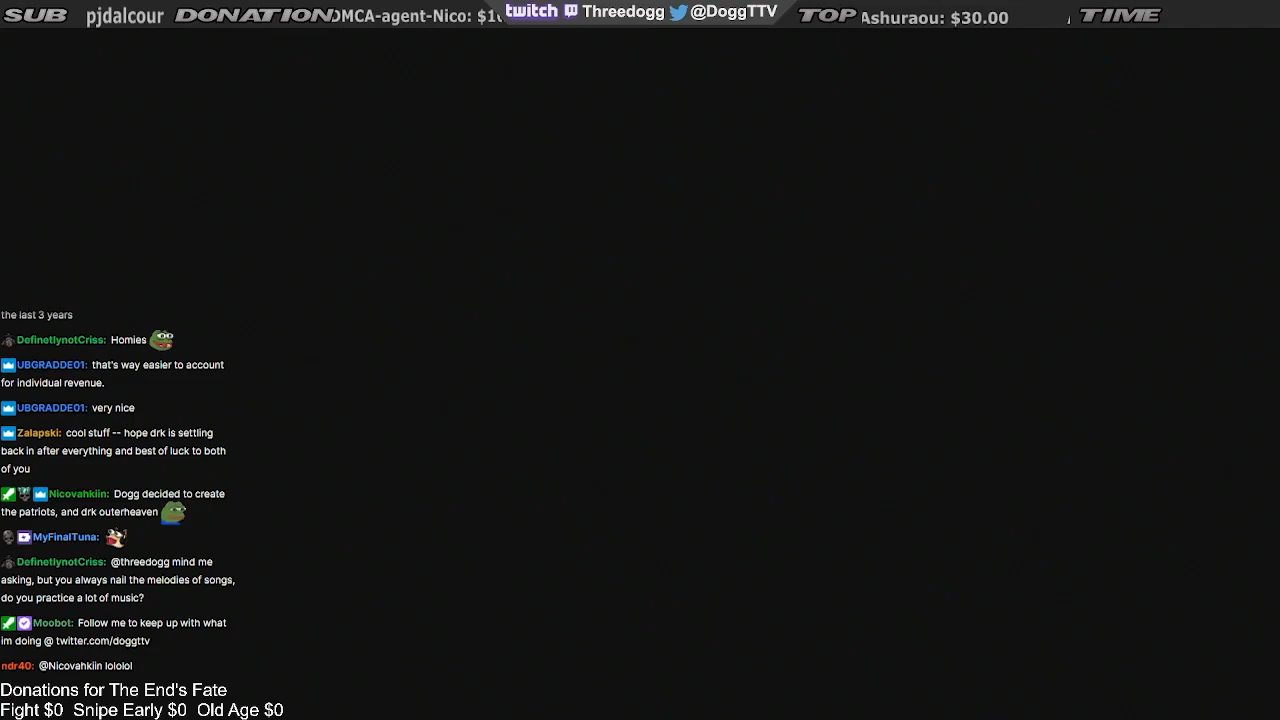 SUB pjdalcour DONATION DMCA-agent-Nico: $1 twitch Threedogg @DoggTTV TOP Ashuraou: $30.00 TIME
the last 3 years
DefinetlynotCriss: Homies
UBGRADDE01: that's way easier to account
for individual revenue.
UBGRADDE01: very nice
Zalapski: cool stuff -- hope drk is settling
back in after everything and best of luck to both
of you
Nicovahkiin: Dogg decided to create
the patriots, and drk outerheaven
MyFinalTuna:
DefinetlynotCriss: @threedogg mind me
asking, but you always nail the melodies of songs,
do you practice a lot of music?
Moobot: Follow me to keep up with what
im doing @ twitter.com/doggttv
ndr40: @Nicovahkiin lololol
Donations for The End's Fate
Fight $0 Snipe Early $0 Old Age $0